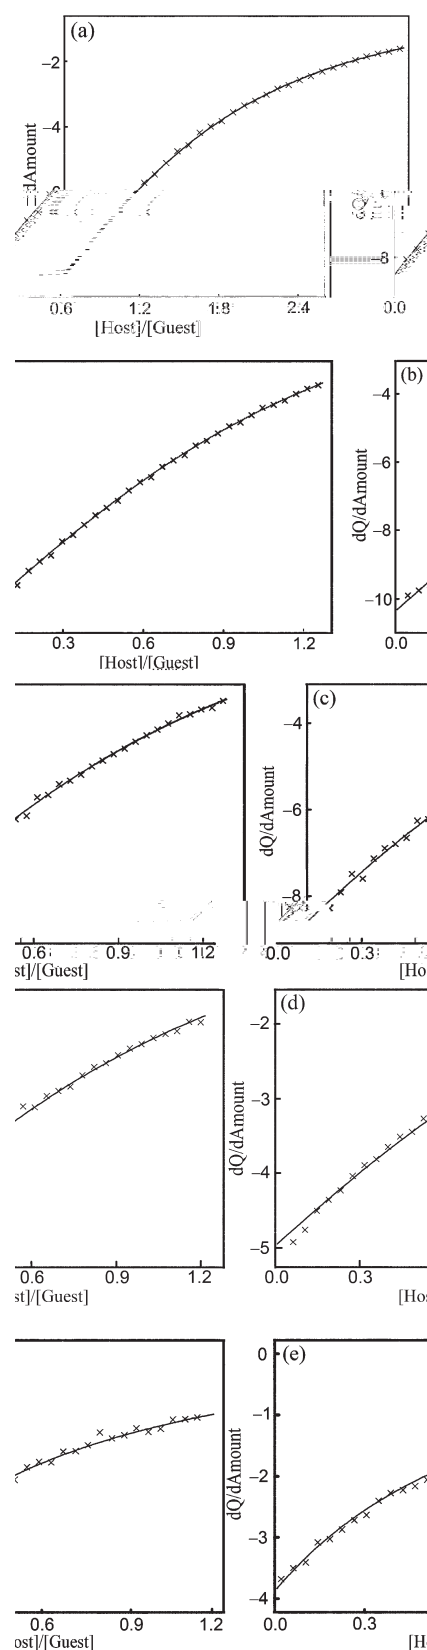 (a)
−2
−4
dAmount
−8
0.6 1.2 1.8 2.4 0.0
[Host]/[Guest]
(b)
−4
−6
−8
−10
dQ/dAmount
0.3 0.6 0.9 1.2 0.0
[Host]/[Guest]
(c)
−4
−6
−8
dQ/dAmount
0.6 0.9 0.0 0.3
st]/[Guest] [Ho
(d)
−2
−3
−4
−5
dQ/dAmount
0.6 0.9 1.2 0.0 0.3
st]/[Guest] [Hos
(e)
0
−1
−2
−3
−4
dQ/dAmount
0.6 0.9 1.2 0.0 0.3
ost]/[Guest] [H